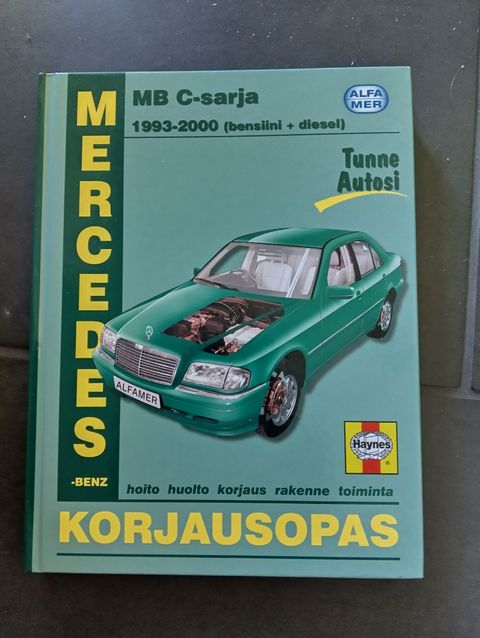 MERCEDES
-BENZ
MB C-sarja
1993-2000 (bensiini + diesel)
ALFA
MER
Tunne
Autosi
ALFAMER
Haynes
®
hoito huolto korjaus rakenne toiminta
KORJAUSOPAS